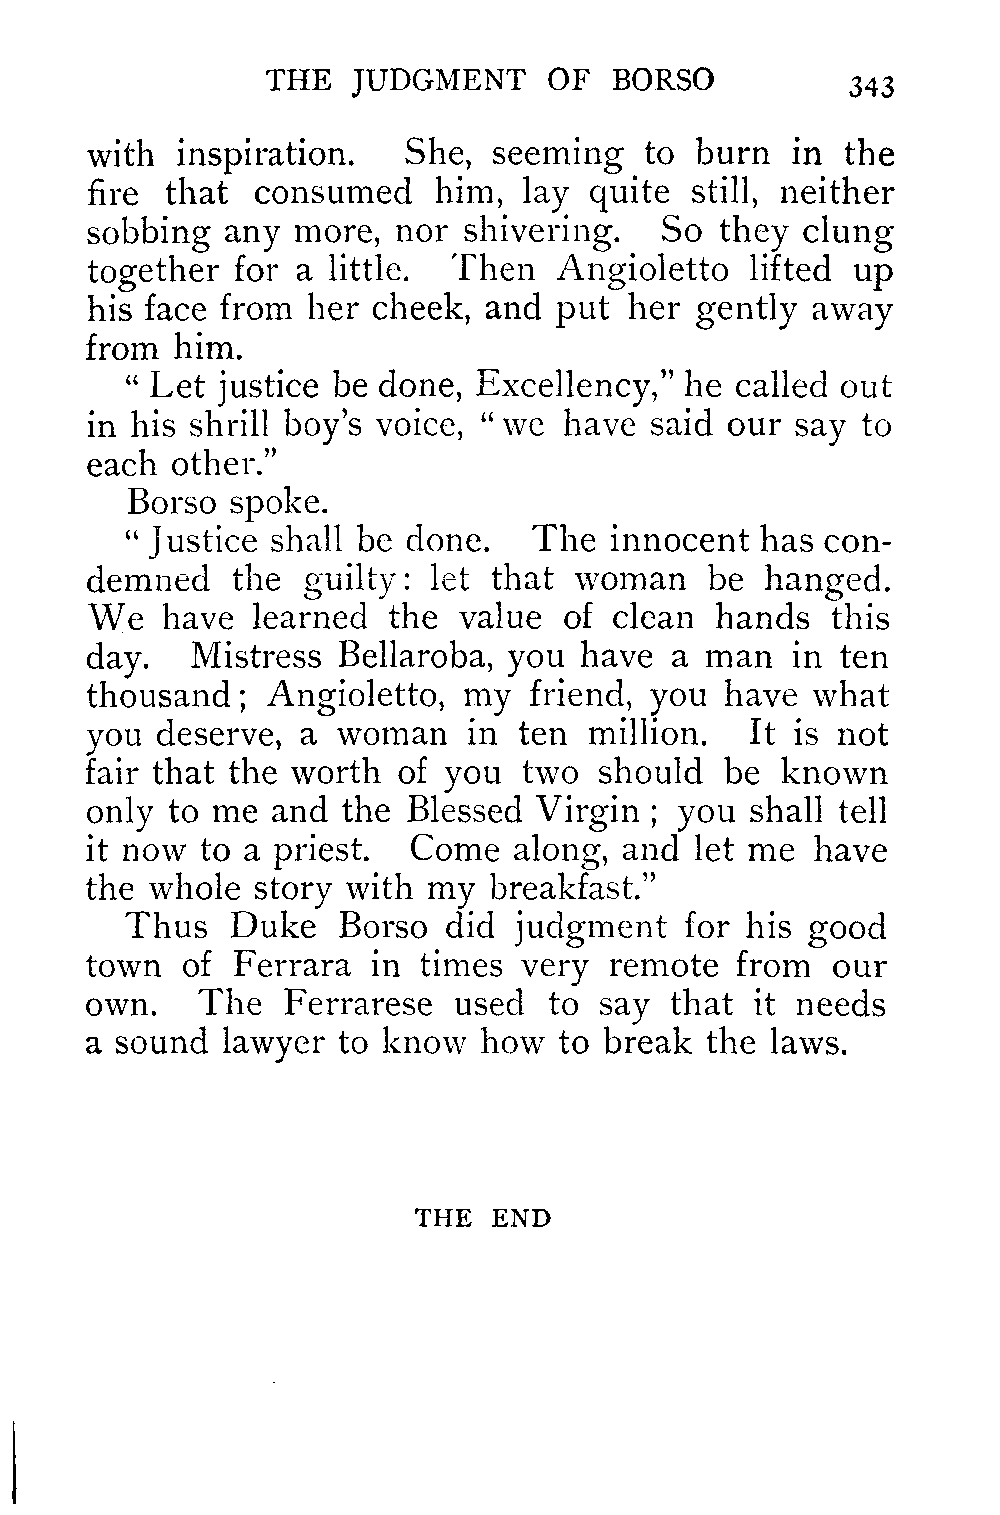 THE JUDGMENT OF BORSO 343
with inspiration. She, seeming to burn in the
fire that consumed him, lay quite still, neither
sobbing any more, nor shivering. So they clung
together for a little. Then Angioletto lifted up
his face from her cheek, and put her gently away
from him.
“ Let justice be done, Excellency,” he called out
in his shrill boy’s voice, “ we have said our say to
each other.”
Borso spoke.
“ Justice shall be done. The innocent has con-
demned the guilty : let that woman be hanged.
We have learned the value of clean hands this
day. Mistress Bellaroba, you have a man in ten
thousand ; Angioletto, my friend, you have what
you deserve, a woman in ten million. It is not
fair that the worth of you two should be known
only to me and the Blessed Virgin ; you shall tell
it now to a priest. Come along, and let me have
the whole story with my breakfast.”
Thus Duke Borso did judgment for his good
town of Ferrara in times very remote from our
own. The Ferrarese used to say that it needs
a sound lawyer to know how to break the laws.
THE END